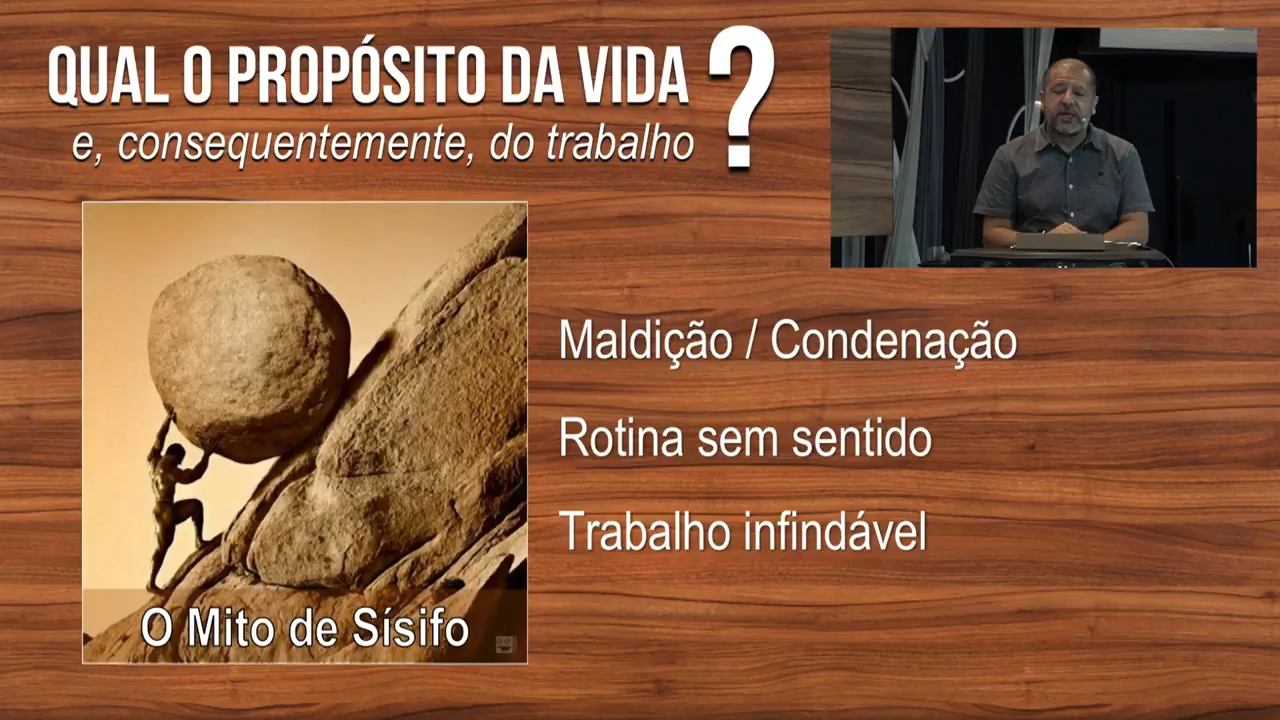 QUAL O PROPÓSITO DA VIDA
e, consequentemente, do trabalho ?
Maldição / Condenação
Rotina sem sentido
Trabalho infindável
O Mito de Sísifo